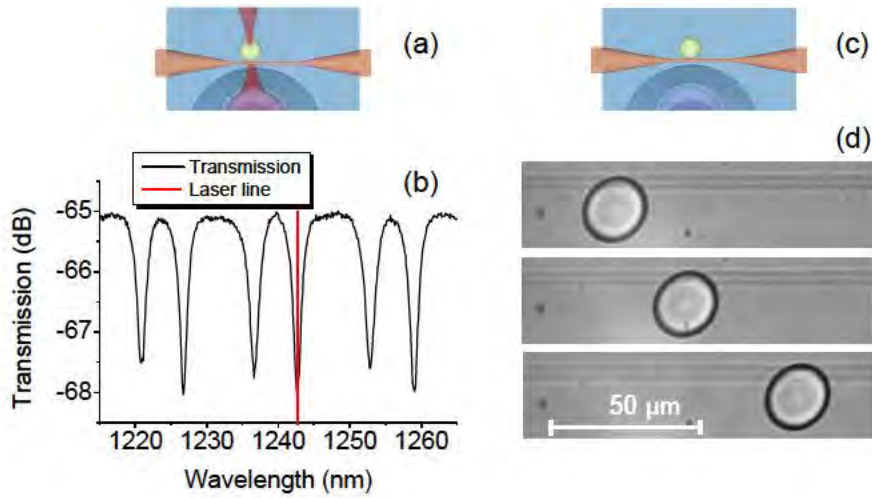 (a)
(c)
(b)
(d)
Transmission
Laser line
Transmission (dB)
-65
-66
-67
-68
1220 1230 1240 1250 1260
Wavelength (nm)
50 µm